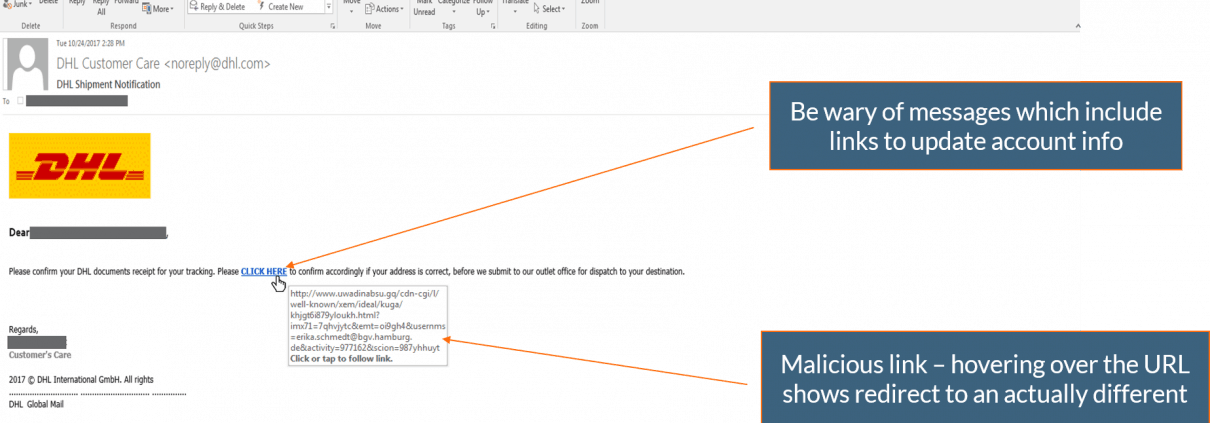 Junk Delete Reply Reply Forward More
All
Reply & Delete Create New
Move Actions
Mark Categorize Follow
Unread Up
Translate Select
Zoom
Delete Respond Quick Steps Move Tags Editing Zoom
Tue 10/24/2017 2:28 PM
DHL Customer Care <noreply@dhl.com>
DHL Shipment Notification
To
Be wary of messages which include
links to update account info
DHL
Dear ,
Please confirm your DHL documents receipt for your tracking. Please CLICK HERE to confirm accordingly if your address is correct, before we submit to our outlet office for dispatch to your destination.
http://www.uwadinabsu.gq/cdn-cgi/l/
well-known/xem/ideal/kuga/
khjgt6i879yloukh.html?
imx71=7qhvjytc&emt=oi9gh4&usernms
=erika.schmedt@bgv.hamburg.
de&activity=977162&scion=987yhhuyt
Click or tap to follow link.
Regards,
Customer's Care
Malicious link – hovering over the URL
shows redirect to an actually different
2017 © DHL International GmbH. All rights
DHL Global Mail